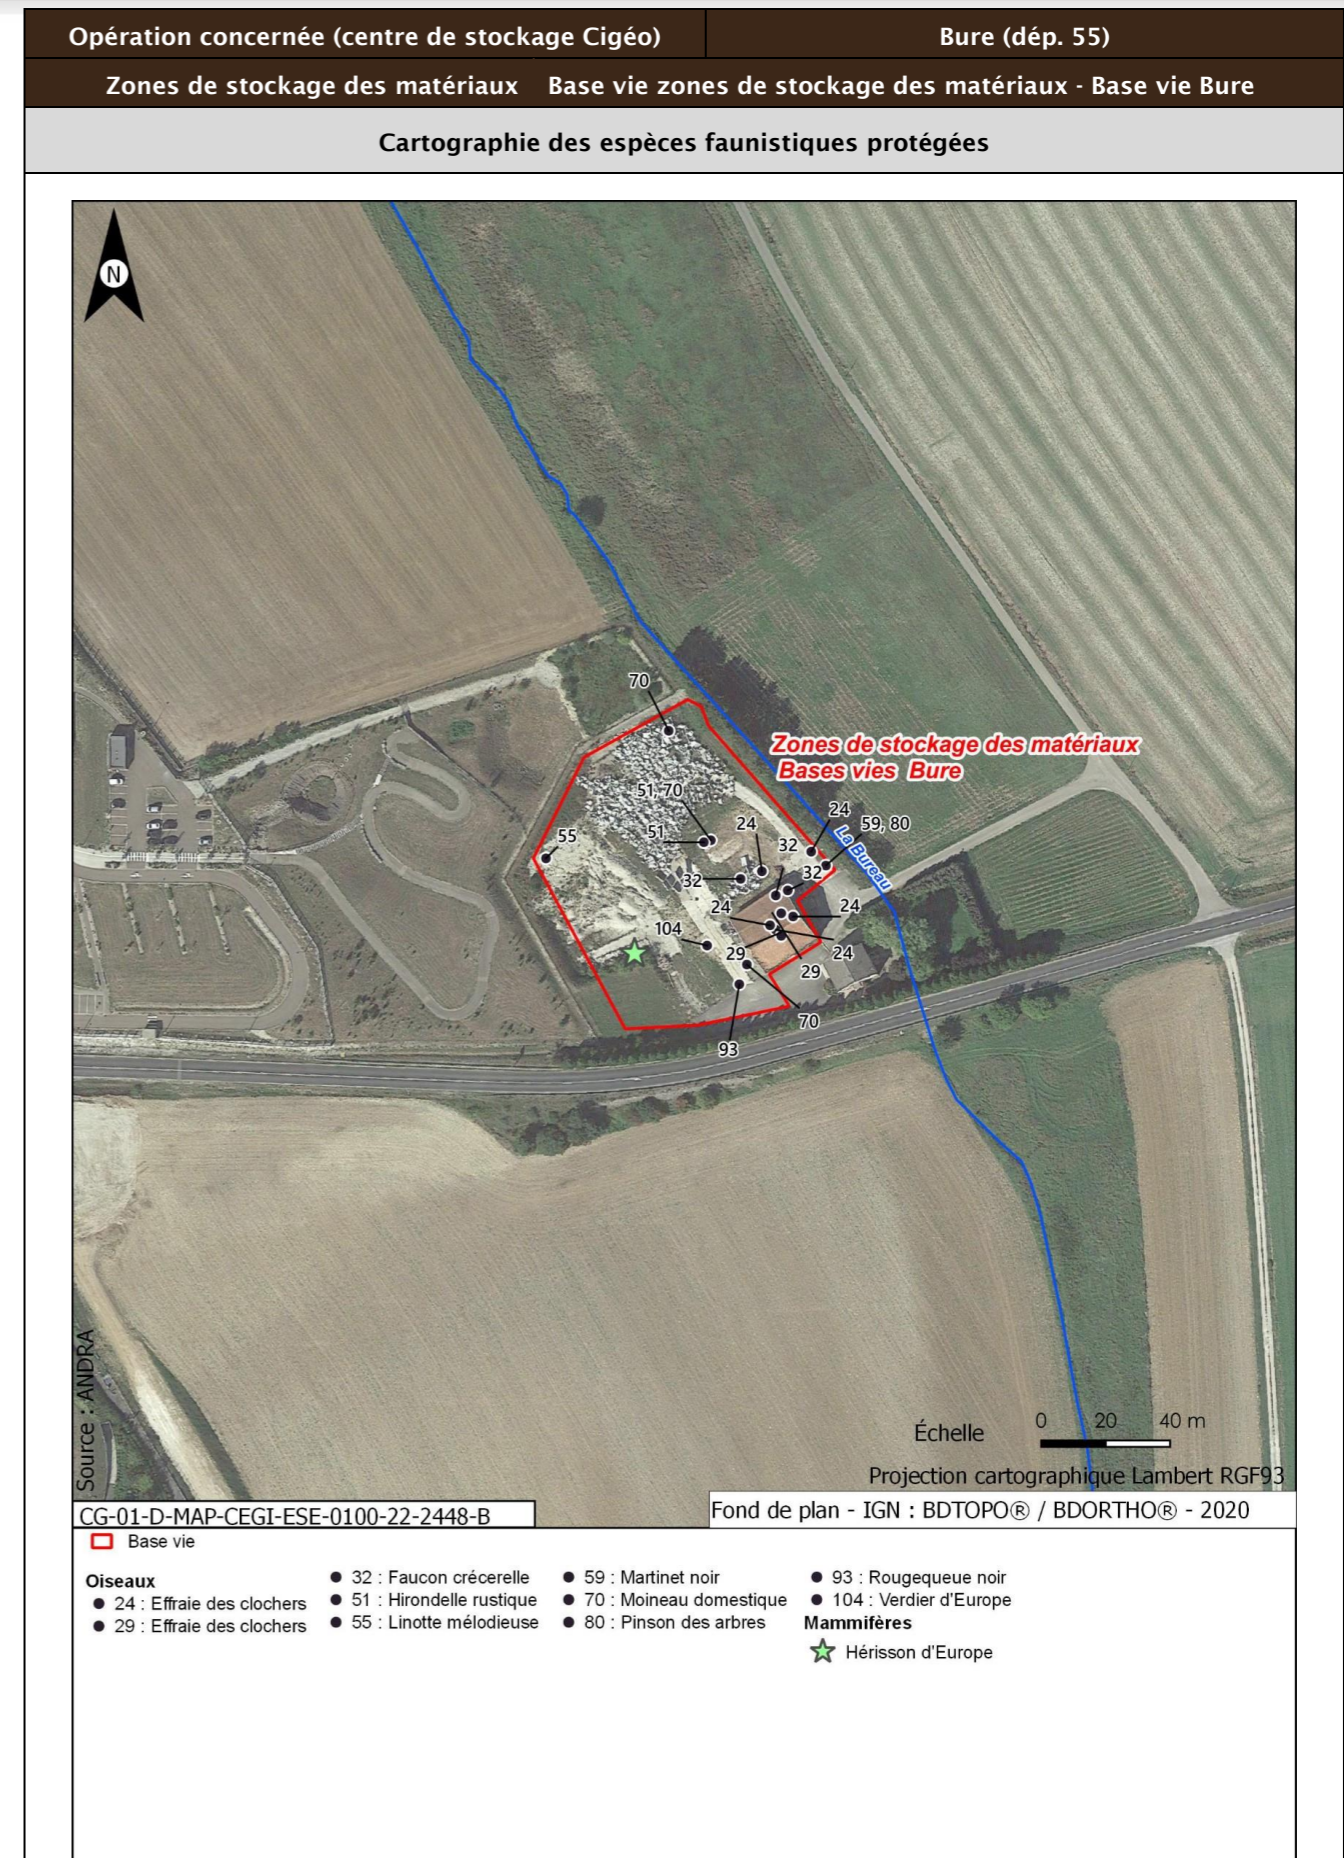 Opération concernée (centre de stockage Cigéo) Bure (dép. 55)
Zones de stockage des matériaux Base vie zones de stockage des matériaux - Base vie Bure
Cartographie des espèces faunistiques protégées
N
70
Zones de stockage des matériaux
Bases vies Bure
51, 70
24
24
59, 80
51
32
55
La Bureau
32
32
24
24
104
29
24
29
70
93
Source : ANDRA
Échelle
0 20 40 m
Projection cartographique Lambert RGF93
CG-01-D-MAP-CEGI-ESE-0100-22-2448-B
Fond de plan - IGN : BDTOPO® / BDORTHO® - 2020
Base vie
Oiseaux
24 : Effraie des clochers
29 : Effraie des clochers
32 : Faucon crécerelle
51 : Hirondelle rustique
55 : Linotte mélodieuse
59 : Martinet noir
70 : Moineau domestique
80 : Pinson des arbres
93 : Rougequeue noir
104 : Verdier d'Europe
Mammifères
Hérisson d'Europe